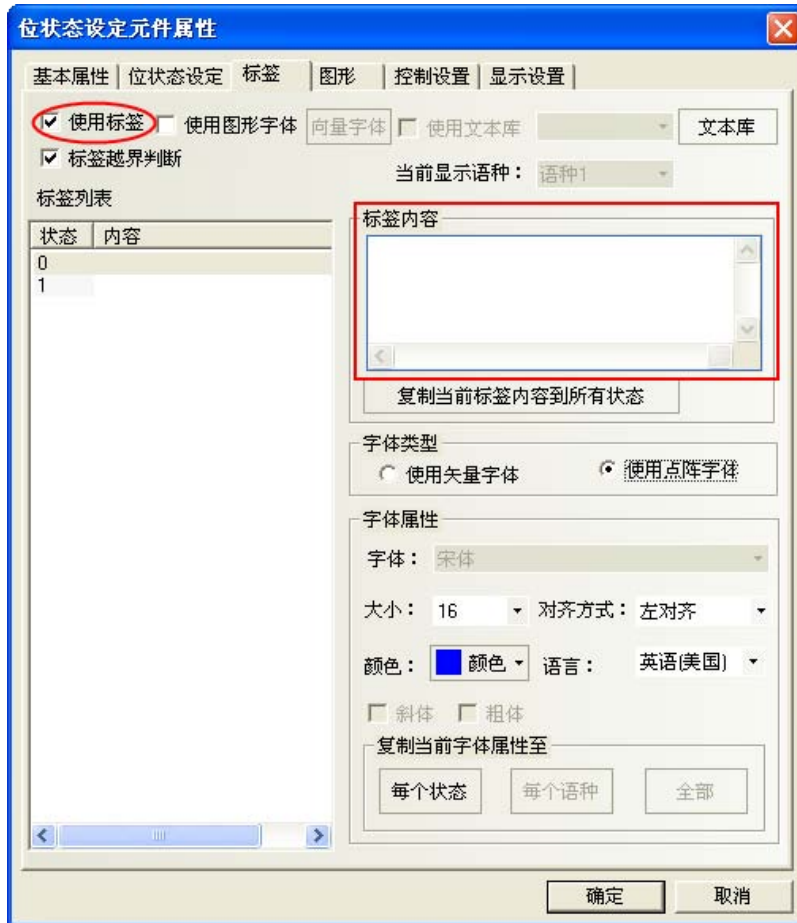 位状态设定元件属性
基本属性 位状态设定 标签 图形 控制设置 显示设置
使用标签 使用图形字体 向量字体 使用文本库 文本库
标签越界判断 当前显示语种： 语种1
标签列表
标签内容
状态 内容
0
1
复制当前标签内容到所有状态
字体类型
使用矢量字体 使用点阵字体
字体属性
字体： 宋体
大小： 16 对齐方式： 左对齐
颜色： 颜色 语言： 英语(美国)
斜体 粗体
复制当前字体属性至
每个状态 每个语种 全部
确定 取消